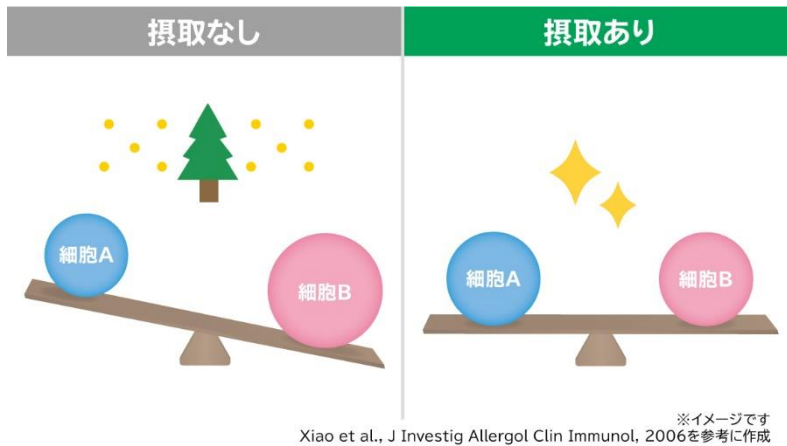 摂取なし
摂取あり
細胞A
細胞B
細胞A
細胞B
※イメージです
Xiao et al., J Investig Allergol Clin Immunol, 2006を参考に作成